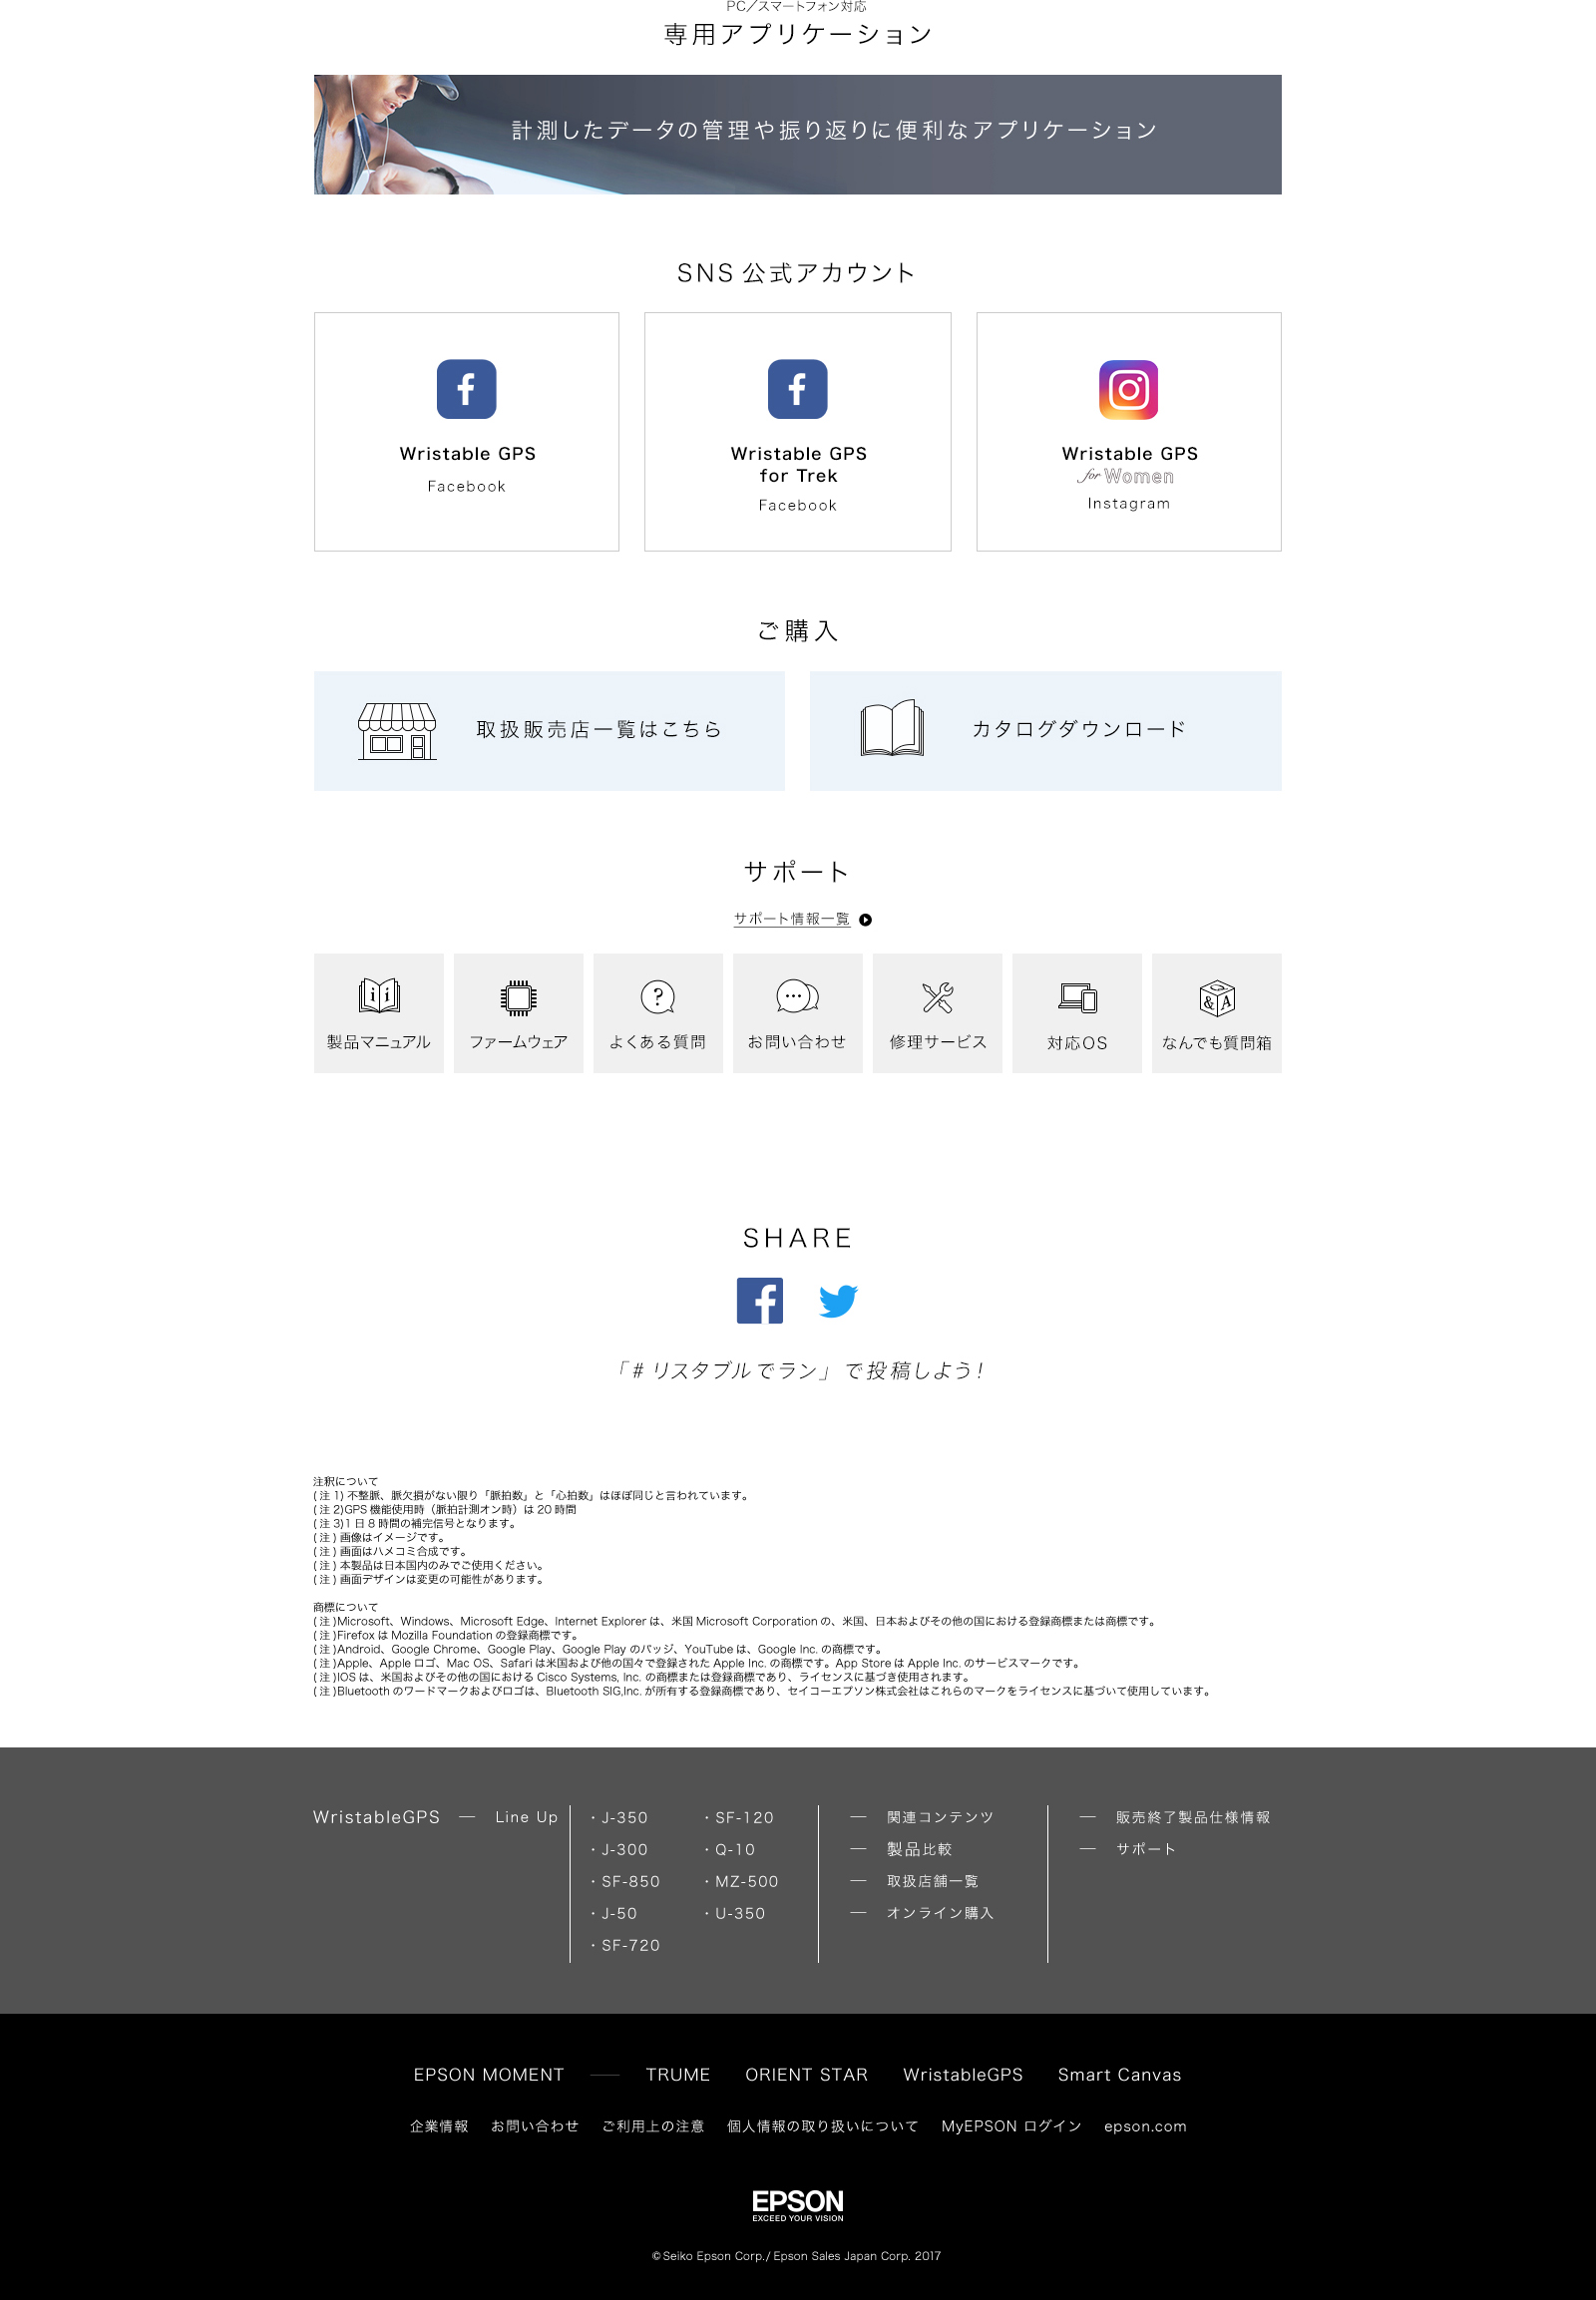 PC／スマートフォン対応
専用アプリケーション
計測したデータの管理や振り返りに便利なアプリケーション
SNS 公式アカウント
Wristable GPS
Facebook
Wristable GPS
for Trek
Facebook
Wristable GPS
for Women
Instagram
ご購入
取扱販売店一覧はこちら
カタログダウンロード
サポート
サポート情報一覧
製品マニュアル
ファームウェア
よくある質問
お問い合わせ
修理サービス
対応OS
&A
なんでも質問箱
SHARE
「# リスタブルでラン」で投稿しよう！
注釈について
( 注 1) 不整脈、脈欠損がない限り「脈拍数」と「心拍数」はほぼ同じと言われています。
( 注 2)GPS 機能使用時（脈拍計測オン時）は 20 時間
( 注 3)1 日 8 時間の補完信号となります。
( 注 ) 画像はイメージです。
( 注 ) 画面はハメコミ合成です。
( 注 ) 本製品は日本国内のみでご使用ください。
( 注 ) 画面デザインは変更の可能性があります。
商標について
( 注 )Microsoft、Windows、Microsoft Edge、Internet Explorer は、米国 Microsoft Corporation の、米国、日本およびその他の国における登録商標または商標です。
( 注 )Firefox は Mozilla Foundation の登録商標です。
( 注 )Android、Google Chrome、Google Play、Google Play のバッジ、YouTube は、Google Inc. の商標です。
( 注 )Apple、Apple ロゴ、Mac OS、Safari は米国および他の国々で登録された Apple Inc. の商標です。App Store は Apple Inc. のサービスマークです。
( 注 )IOS は、米国およびその他の国における Cisco Systems, Inc. の商標または登録商標であり、ライセンスに基づき使用されます。
( 注 )Bluetooth のワードマークおよびロゴは、Bluetooth SIG,Inc. が所有する登録商標であり、セイコーエプソン株式会社はこれらのマークをライセンスに基づいて使用しています。
WristableGPS — Line Up
・J-350
・J-300
・SF-850
・J-50
・SF-720
・SF-120
・Q-10
・MZ-500
・U-350
— 関連コンテンツ
— 製品比較
— 取扱店舗一覧
— オンライン購入
— 販売終了製品仕様情報
— サポート
EPSON MOMENT — TRUME ORIENT STAR WristableGPS Smart Canvas
企業情報 お問い合わせ ご利用上の注意 個人情報の取り扱いについて MyEPSON ログイン epson.com
EPSON
EXCEED YOUR VISION
© Seiko Epson Corp./ Epson Sales Japan Corp. 2017